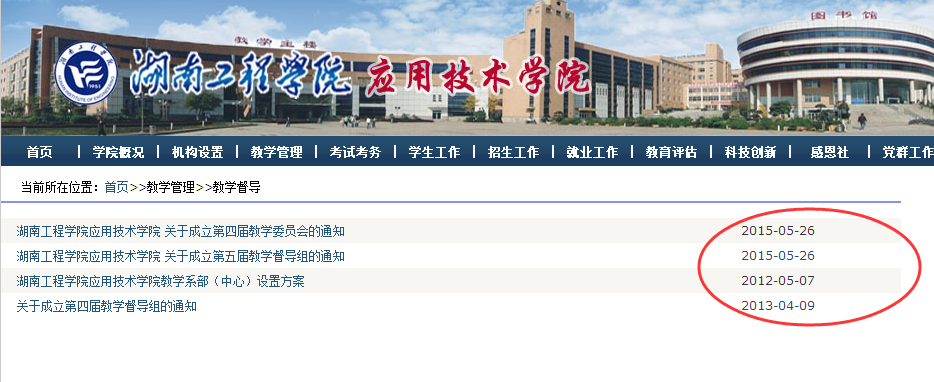 教学主楼
图书馆
湖南工程学院 应用技术学院
1951
首页 | 学院概况 | 机构设置 | 教学管理 | 考试考务 | 学生工作 | 招生工作 | 就业工作 | 教育评估 | 科技创新 | 感恩社 | 党群工作
当前所在位置：首页>>教学管理>>教学督导
湖南工程学院应用技术学院 关于成立第四届教学委员会的通知 2015-05-26
湖南工程学院应用技术学院 关于成立第五届教学督导组的通知 2015-05-26
湖南工程学院应用技术学院教学系部（中心）设置方案 2012-05-07
关于成立第四届教学督导组的通知 2013-04-09